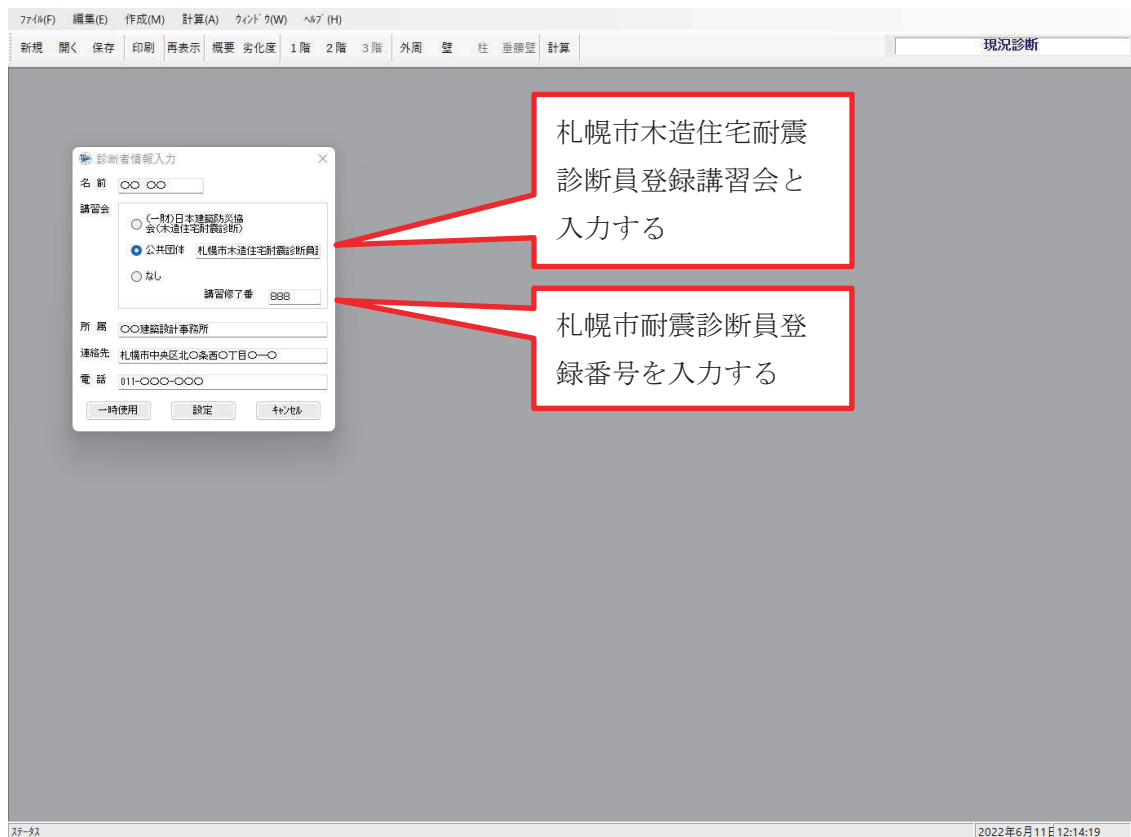 ﾌｧｲﾙ(F) 編集(E) 作成(M) 計算(A) ｳｨﾝﾄﾞｳ(W) ﾍﾙﾌﾟ(H)
新規 開く 保存 印刷 再表示 概要 劣化度 1階 2階 3階 外周 壁 柱 垂腰壁 計算 現況診断
診断者情報入力
名 前 ○○ ○○
講習会
(一財)日本建築防災協
会(木造住宅耐震診断)
公共団体 札幌市木造住宅耐震診断員
なし
講習修了番 888
所 属 ○○建築設計事務所
連絡先 札幌市中央区北○条西○丁目○ー○
電 話 011-○○○-○○○
一時使用 設定 ｷｬﾝｾﾙ
札幌市木造住宅耐震
診断員登録講習会と
入力する
札幌市耐震診断員登
録番号を入力する
ｽﾃｰﾀｽ 2022年6月11日 12:14:19